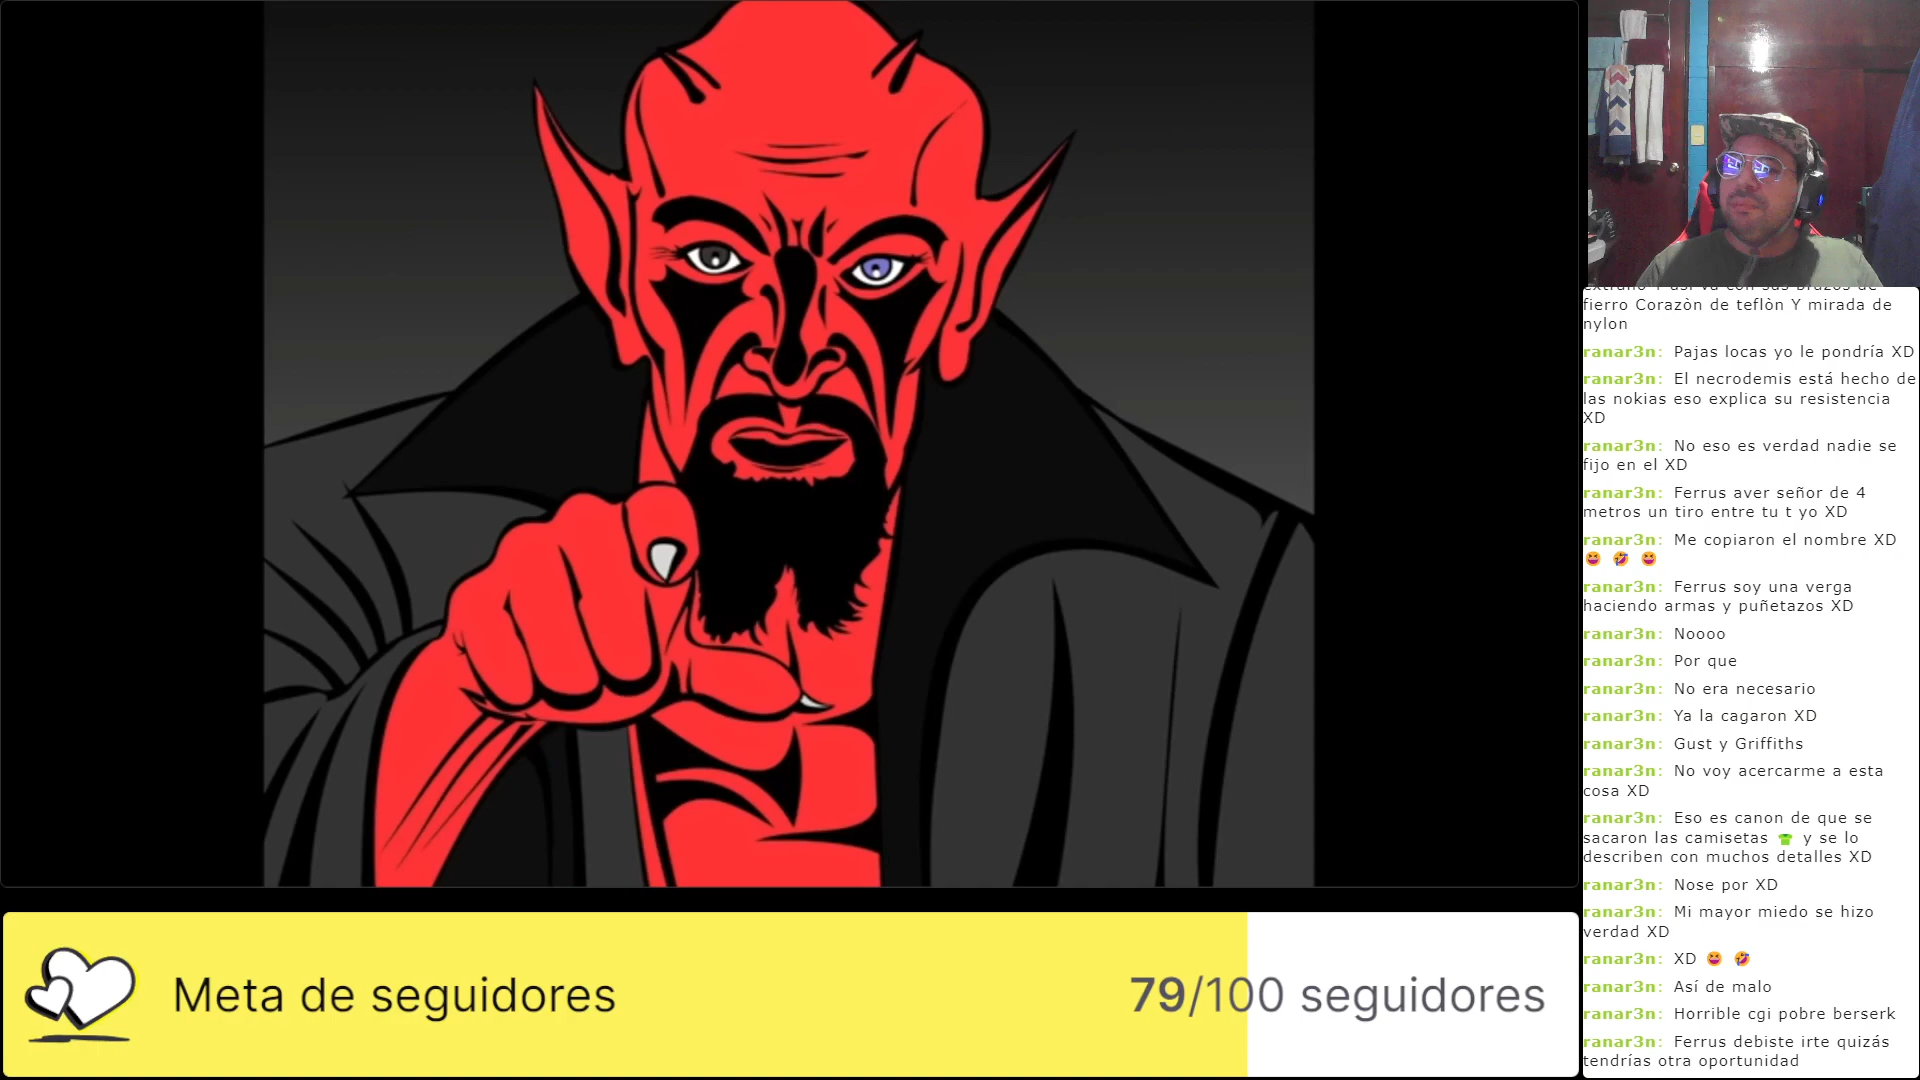 extraño Y asi va con sus brazos de
fierro Corazòn de teflòn Y mirada de
nylon
ranar3n: Pajas locas yo le pondría XD
ranar3n: El necrodemis está hecho de
las nokias eso explica su resistencia
XD
ranar3n: No eso es verdad nadie se
fijo en el XD
ranar3n: Ferrus aver señor de 4
metros un tiro entre tu t yo XD
ranar3n: Me copiaron el nombre XD
😆 🤣 😆
ranar3n: Ferrus soy una verga
haciendo armas y puñetazos XD
ranar3n: Noooo
ranar3n: Por que
ranar3n: No era necesario
ranar3n: Ya la cagaron XD
ranar3n: Gust y Griffiths
ranar3n: No voy acercarme a esta
cosa XD
ranar3n: Eso es canon de que se
sacaron las camisetas 👕 y se lo
describen con muchos detalles XD
ranar3n: Nose por XD
ranar3n: Mi mayor miedo se hizo
verdad XD
ranar3n: XD 😆 🤣
ranar3n: Así de malo
ranar3n: Horrible cgi pobre berserk
ranar3n: Ferrus debiste irte quizás
tendrías otra oportunidad
Meta de seguidores
79/100 seguidores